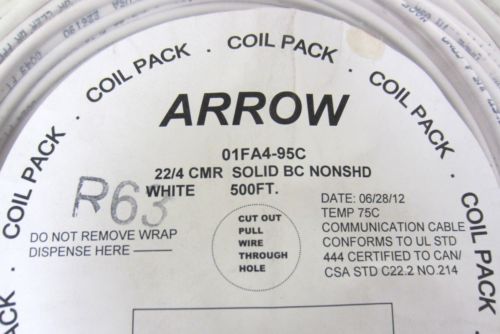 COIL PACK · COIL PACK · COIL PACK · COIL PACK · COIL PACK
ARROW
01FA4-95C
22/4 CMR SOLID BC NONSHD
WHITE 500FT.
R63
DO NOT REMOVE WRAP
DISPENSE HERE
CUT OUT
PULL
WIRE
THROUGH
HOLE
DATE: 06/28/12
TEMP 75C
COMMUNICATION CABLE
CONFORMS TO UL STD
444 CERTIFIED TO CAN/
CSA STD C22.2 NO.214